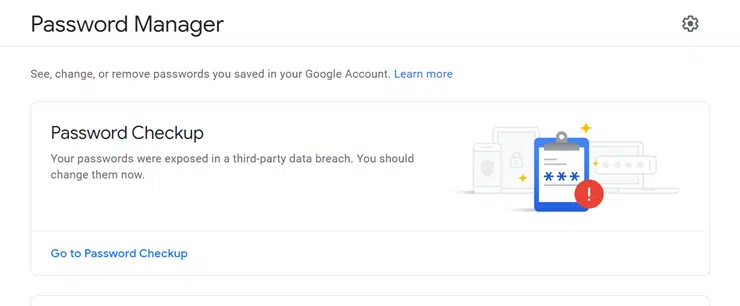 Password Manager
See, change, or remove passwords you saved in your Google Account. Learn more
Password Checkup
Your passwords were exposed in a third-party data breach. You should
change them now.
Go to Password Checkup